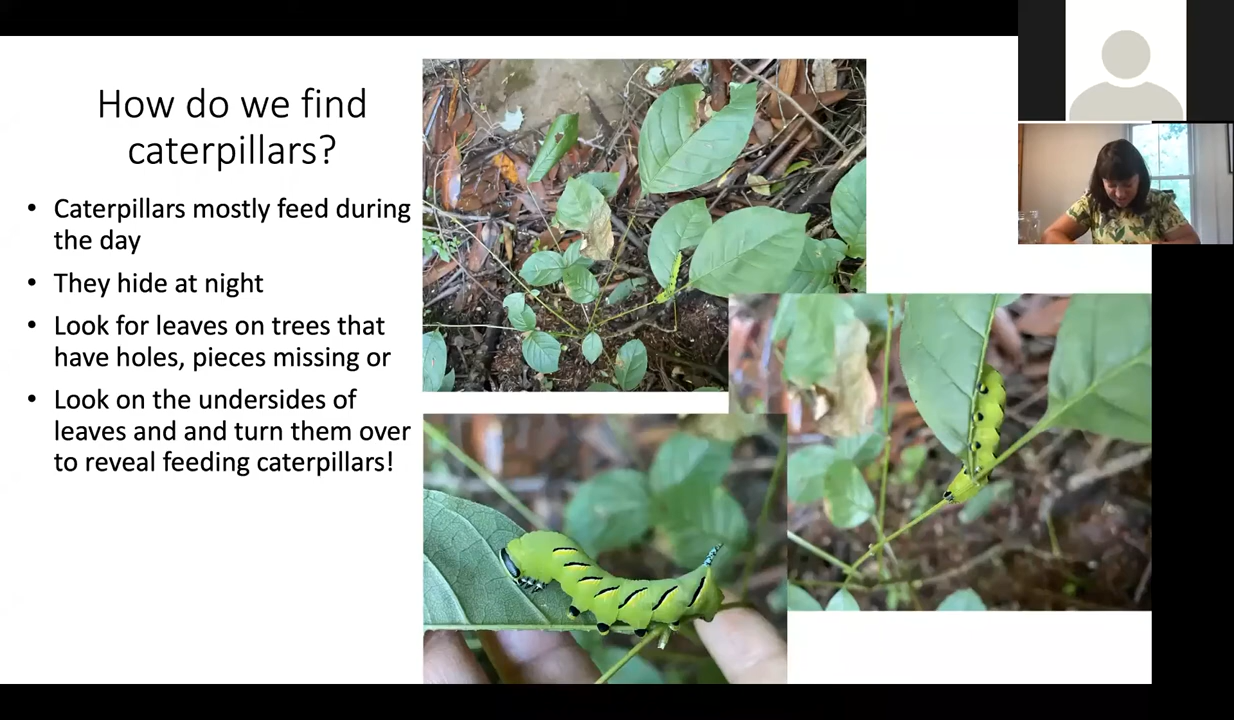 How do we find
caterpillars?
• Caterpillars mostly feed during
the day
• They hide at night
• Look for leaves on trees that
have holes, pieces missing or
• Look on the undersides of
leaves and and turn them over
to reveal feeding caterpillars!